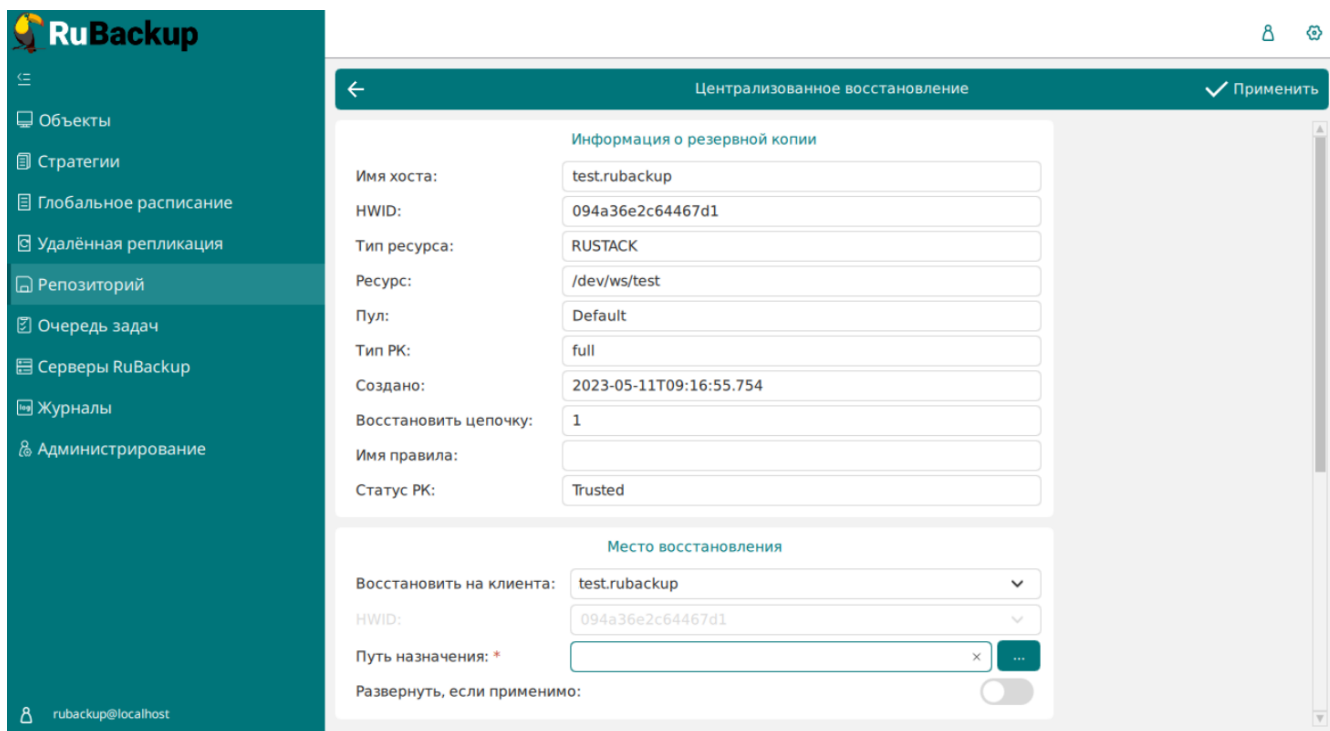 RuBackup
Объекты
Стратегии
Глобальное расписание
Удалённая репликация
Репозиторий
Очередь задач
Серверы RuBackup
log Журналы
Администрирование
rubackup@localhost
Централизованное восстановление
Применить
Информация о резервной копии
Имя хоста: test.rubackup
HWID: 094a36e2c64467d1
Тип ресурса: RUSTACK
Ресурс: /dev/ws/test
Пул: Default
Тип РК: full
Создано: 2023-05-11T09:16:55.754
Восстановить цепочку: 1
Имя правила:
Статус РК: Trusted
Место восстановления
Восстановить на клиента: test.rubackup
HWID: 094a36e2c64467d1
Путь назначения: * ...
Развернуть, если применимо: